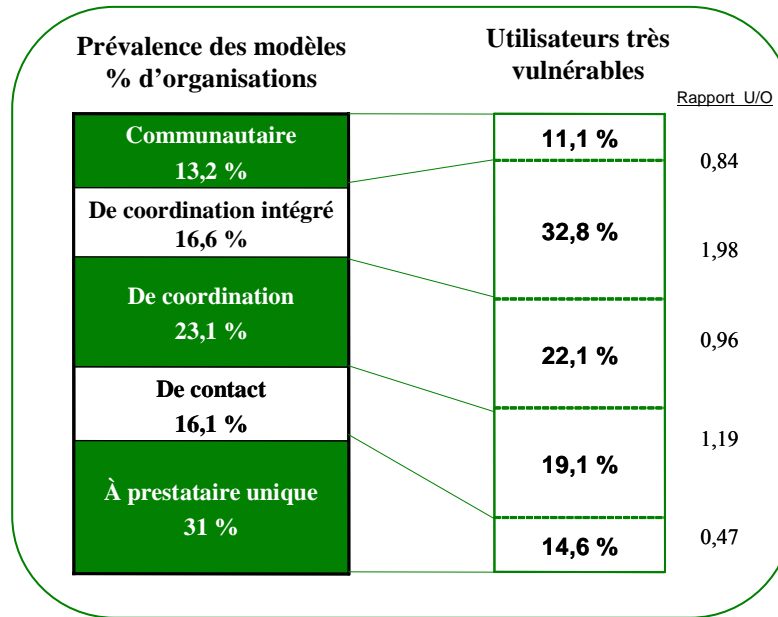 Prévalence des modèles
% d’organisations
Utilisateurs très
vulnérables
Rapport U/O
Communautaire
13,2 %
11,1 %
0,84
De coordination intégré
16,6 %
32,8 %
1,98
De coordination
23,1 %
22,1 %
0,96
De contact
16,1 %
19,1 %
1,19
À prestataire unique
31 %
14,6 %
0,47